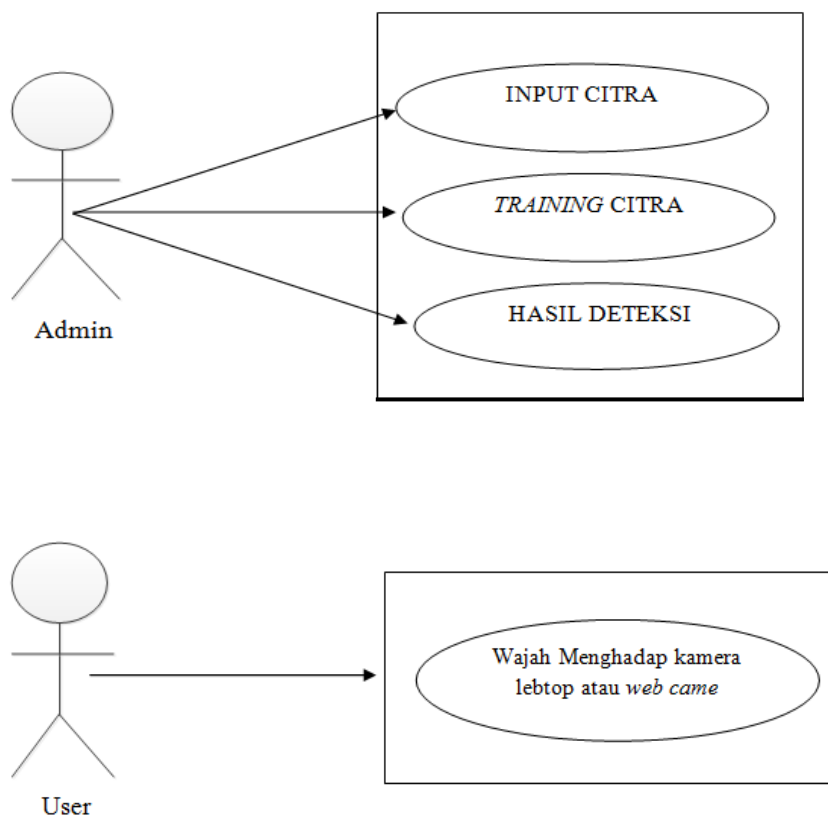 INPUT CITRA
TRAINING CITRA
HASIL DETEKSI
Admin
Wajah Menghadap kamera
lebtop atau web came
User